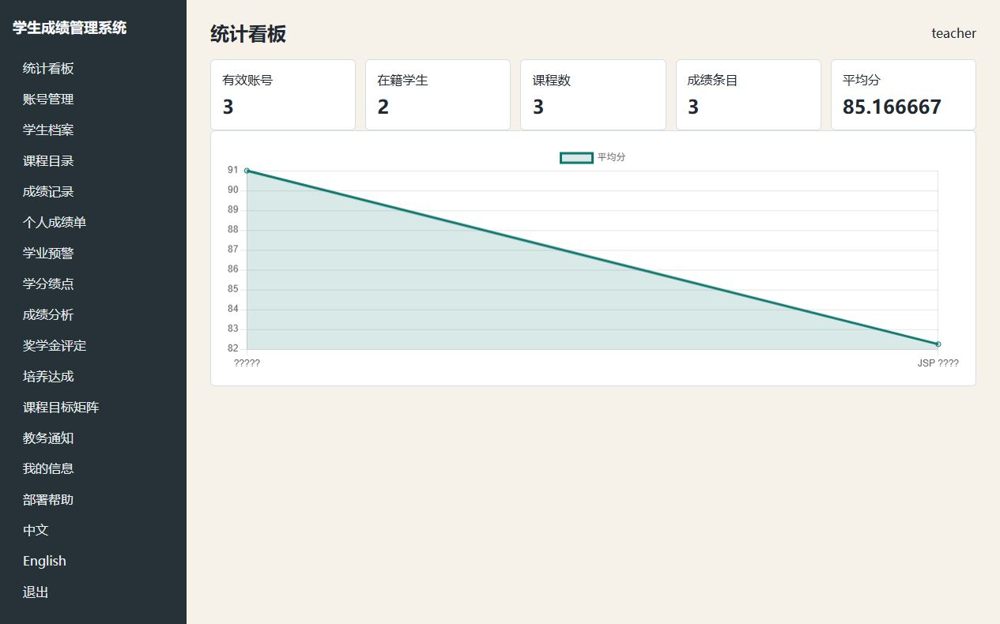 学生成绩管理系统
统计看板
账号管理
学生档案
课程目录
成绩记录
个人成绩单
学业预警
学分绩点
成绩分析
奖学金评定
培养达成
课程目标矩阵
教务通知
我的信息
部署帮助
中文
English
退出
统计看板
teacher
有效账号
3
在籍学生
2
课程数
3
成绩条目
3
平均分
85.166667
平均分
91
90
89
88
87
86
85
84
83
82
?????
JSP ????